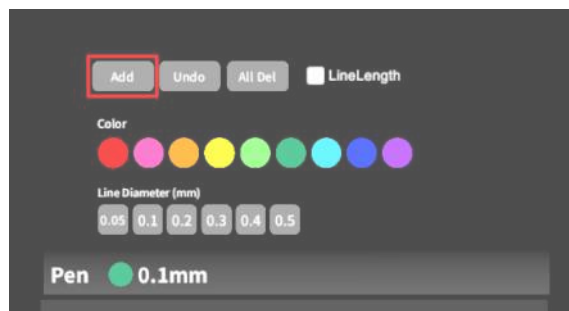 Add Undo All Del LineLength
Color
Line Diameter (mm)
0.05 0.1 0.2 0.3 0.4 0.5
Pen 0.1mm